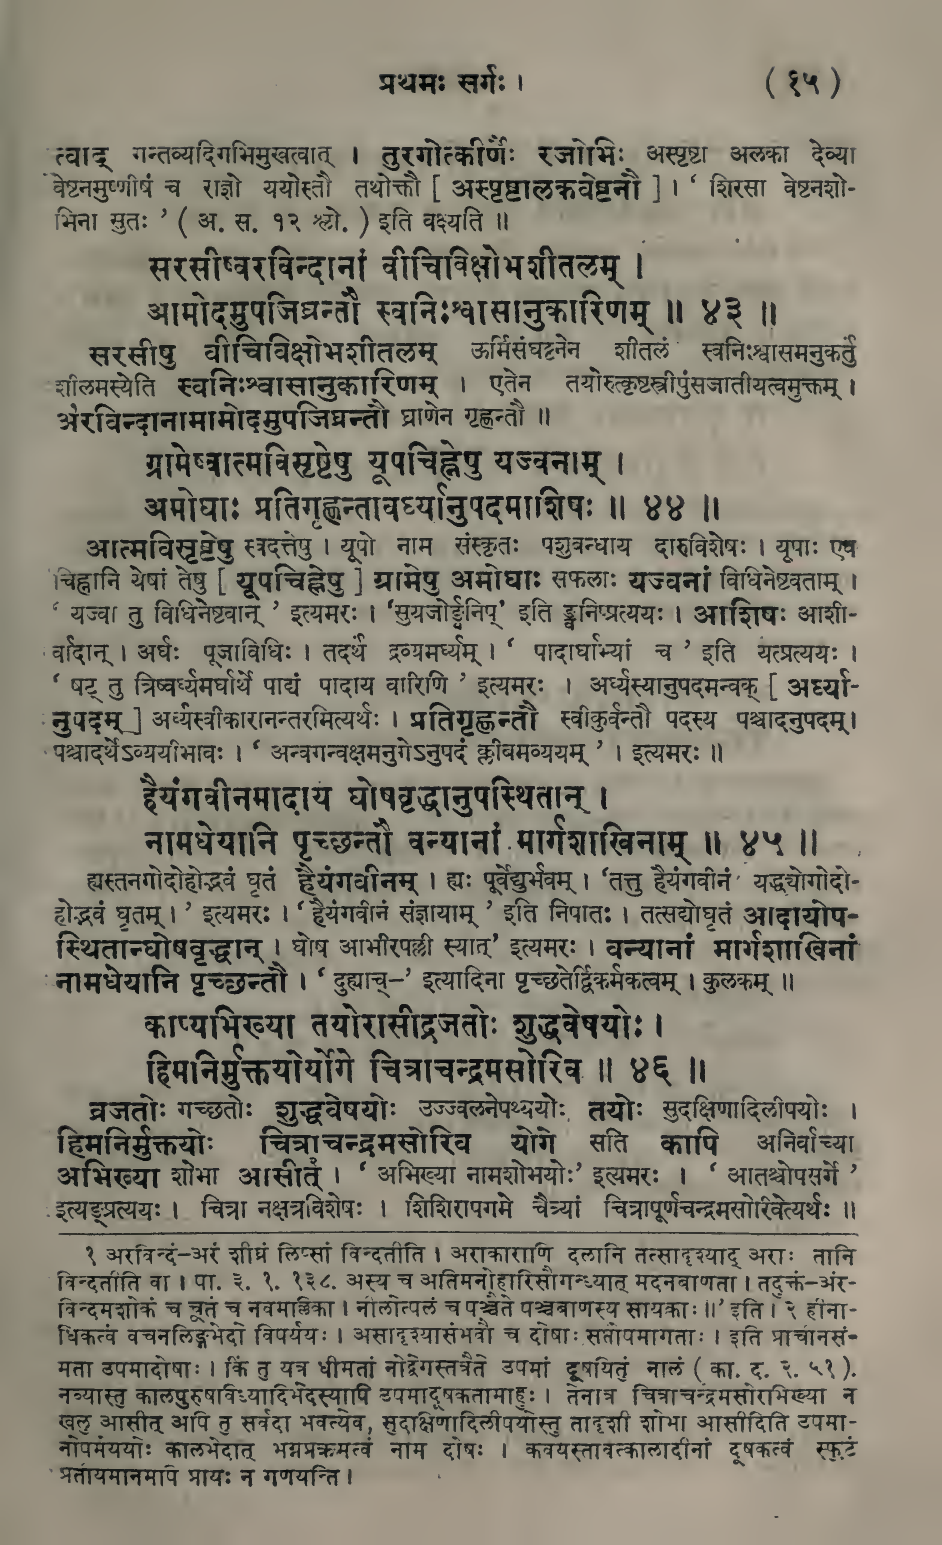 प्रथमः सर्गः । ( १५ )
त्वाद् गन्तव्यदिगभिमुखत्वात् । तुरगोत्कीर्णैः रजोभिः अस्पृष्टा अलका देव्या
वेष्टनमुष्णीषं च राज्ञो ययोस्तौ तथोक्तौ [ अस्पृष्टालकवेष्टनौ ] । ‘ शिरसा वेष्टनशो-
भिना सुतः ’ ( अ. स. १२ श्लो. ) इति वक्ष्यति ॥
सरसीष्वरविन्दानां वीचिविक्षोभशीतलम् ।
आमोदमुपजिघ्रन्तौ स्वनिःश्वासानुकारिणम् ॥ ४३ ॥
सरसीषु वीचिविक्षोभशीतलम् ऊर्मिसंघट्टनेन शीतलं स्वनिःश्वासमनुकर्तुं
शीलमस्येति स्वनिःश्वासानुकारिणम् । एतेन तयोरुत्कृष्टस्त्रीपुंसजातीयत्वमुक्तम् ।
अंरविन्दानामामोदमुपजिघ्रन्तौ घ्राणेन गृह्णन्तौ ॥
ग्रामेष्वात्मविसृष्टेषु यूपचिह्नेषु यज्वनाम् ।
अमोघाः प्रतिगृह्णन्तावर्घ्यानुपदमाशिषः ॥ ४४ ॥
आत्मविसृष्टेषु स्वदत्तेषु । यूपो नाम संस्कृतः पशुबन्धाय दारुविशेषः । यूपाः एव
चिह्नानि येषां तेषु [ यूपचिह्नेषु ] ग्रामेषु अमोघाः सफलाः यज्वनां विधिनेष्टवताम् ।
‘ यज्वा तु विधिनेष्टवान् ’ इत्यमरः । ‘सुयजोर्ङ्वनिप्’ इति ङ्वनिप्प्रत्ययः । आशिषः आशी-
र्वादान् । अर्घः पूजाविधिः । तदर्थं द्रव्यमर्घ्यम् । ‘ पादार्घाभ्यां च ’ इति यत्प्रत्ययः ।
‘ षट् तु त्रिष्वर्घ्यमर्घार्थे पाद्यं पादाय वारिणि ’ इत्यमरः । अर्घ्यस्यानुपदमन्वक् [ अर्घ्या-
नुपदम् ] अर्घ्यस्वीकारानन्तरमित्यर्थः । प्रतिगृह्णन्तौ स्वीकुर्वन्तौ पदस्य पश्चादनुपदम् ।
पश्चादर्थेऽव्ययीभावः । ‘ अन्वगन्वक्षमनुगेऽनुपदं क्लीबमव्ययम् ’ । इत्यमरः ॥
हैयंगवीनमादाय घोषवृद्धानुपस्थितान् ।
नामधेयानि पृच्छन्तौ वन्यानां मार्गशाखिनाम् ॥ ४५ ॥
ह्यस्तनगोदोहोद्भवं घृतं हैयंगवीनम् । ह्यः पूर्वेद्युर्भवम् । ‘तत्तु हैयंगवीनं यद्ध्योगोदो-
होद्भवं घृतम् । ’ इत्यमरः । ‘ हैयंगवीनं संज्ञायाम् ’ इति निपातः । तत्सद्योघृतं आदायोप-
स्थितान्घोषवृद्धान् । घोष आभीरपल्ली स्यात्’ इत्यमरः । वन्यानां मार्गशाखिनां
नामधेयानि पृच्छन्तौ । ‘ दुह्याच्–’ इत्यादिना पृच्छतेर्द्विकर्मकत्वम् । कुलकम् ॥
काप्यभिख्या तयोरासीद्व्रजतोः शुद्धवेषयोः ।
हिमनिर्मुक्तयोर्योगे चित्राचन्द्रमसोरिव ॥ ४६ ॥
व्रजतोः गच्छतोः शुद्धवेषयोः उज्ज्वलनेपथ्ययोः तयोः सुदक्षिणादिलीपयोः ।
हिमनिर्मुक्तयोः चित्राचन्द्रमसोरिव योगे सति कापि अनिर्वाच्या
अभिख्या शोभा आसीत्तं । ‘ अभिख्या नामशोभयोः’ इत्यमरः । ‘ आतश्चोपसर्गे ’
इत्यङ्प्रत्ययः । चित्रा नक्षत्रविशेषः । शिशिरापगमे चैत्र्यां चित्रापूर्णचन्द्रमसोरिवेत्यर्थः ॥
१ अरविन्दं–अरं शीघ्रं लिप्सां विन्दतीति । अराकाराणि दलानि तत्सादृश्याद् अराः तानि
विन्दतीति वा । पा. ३. १. १३८. अस्य च अतिमनोहारिसौगन्ध्यात् मदनबाणता । तदुक्तं–अंर-
विन्दमशोकं च चूतं च नवमल्लिका । नीलोत्पलं च पञ्चैते पञ्चबाणस्य सायकाः ॥’ इति । २ हीना-
धिकत्वं वचनलिङ्गभेदो विपर्ययः । असादृश्यासंभवौ च दोषाः सप्तोपमागताः । इति प्राचीनसं-
मता उपमादोषाः । किं तु यत्र धीमतां नोद्वेगस्तत्रैते उपमां दूषयितुं नालं ( का. द. २. ५१ ).
नव्यास्तु कालपुरुषविध्यादिभेदस्यापि उपमादूषकतामाहुः । तेनात्र चित्राचन्द्रमसोरभिख्या न
खलु आसीत् अपि तु सर्वदा भवत्येव, सुदक्षिणादिलीपयोस्तु तादृशी शोभा आसीदिति उपमा-
नोपमेययोः कालभेदात् भग्नप्रक्रमत्वं नाम दोषः । कवयस्तावत्कालादीनां दूषकत्वं स्फुटं
प्रतीयमानमपि प्रायः न गणयन्ति ।